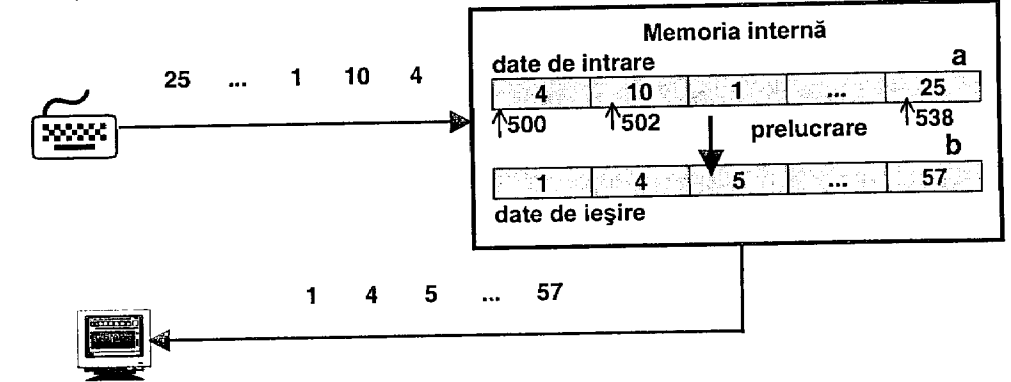 Memoria internă
date de intrare a
25 ... 1 10 4
4 10 1 ... 25
500 502 538
prelucrare
b
1 4 5 ... 57
date de ieşire
1 4 5 ... 57